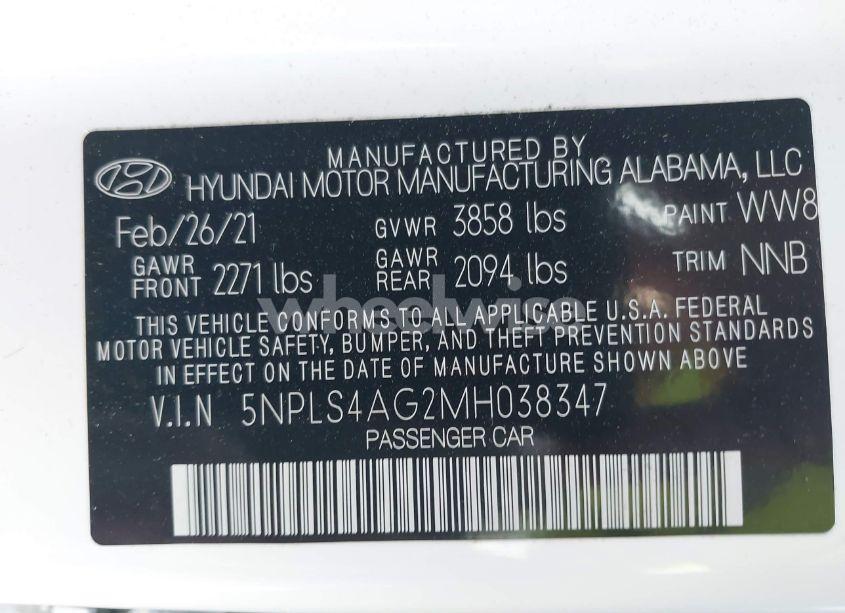 MANUFACTURED BY
HYUNDAI MOTOR MANUFACTURING ALABAMA, LLC
Feb/26/21 GVWR 3858 lbs PAINT WW8
GAWR FRONT 2271 lbs GAWR REAR 2094 lbs TRIM NNB
wheelwise
THIS VEHICLE CONFORMS TO ALL APPLICABLE U.S.A. FEDERAL
MOTOR VEHICLE SAFETY, BUMPER, AND THEFT PREVENTION STANDARDS
IN EFFECT ON THE DATE OF MANUFACTURE SHOWN ABOVE
V.I.N 5NPLS4AG2MH038347
PASSENGER CAR